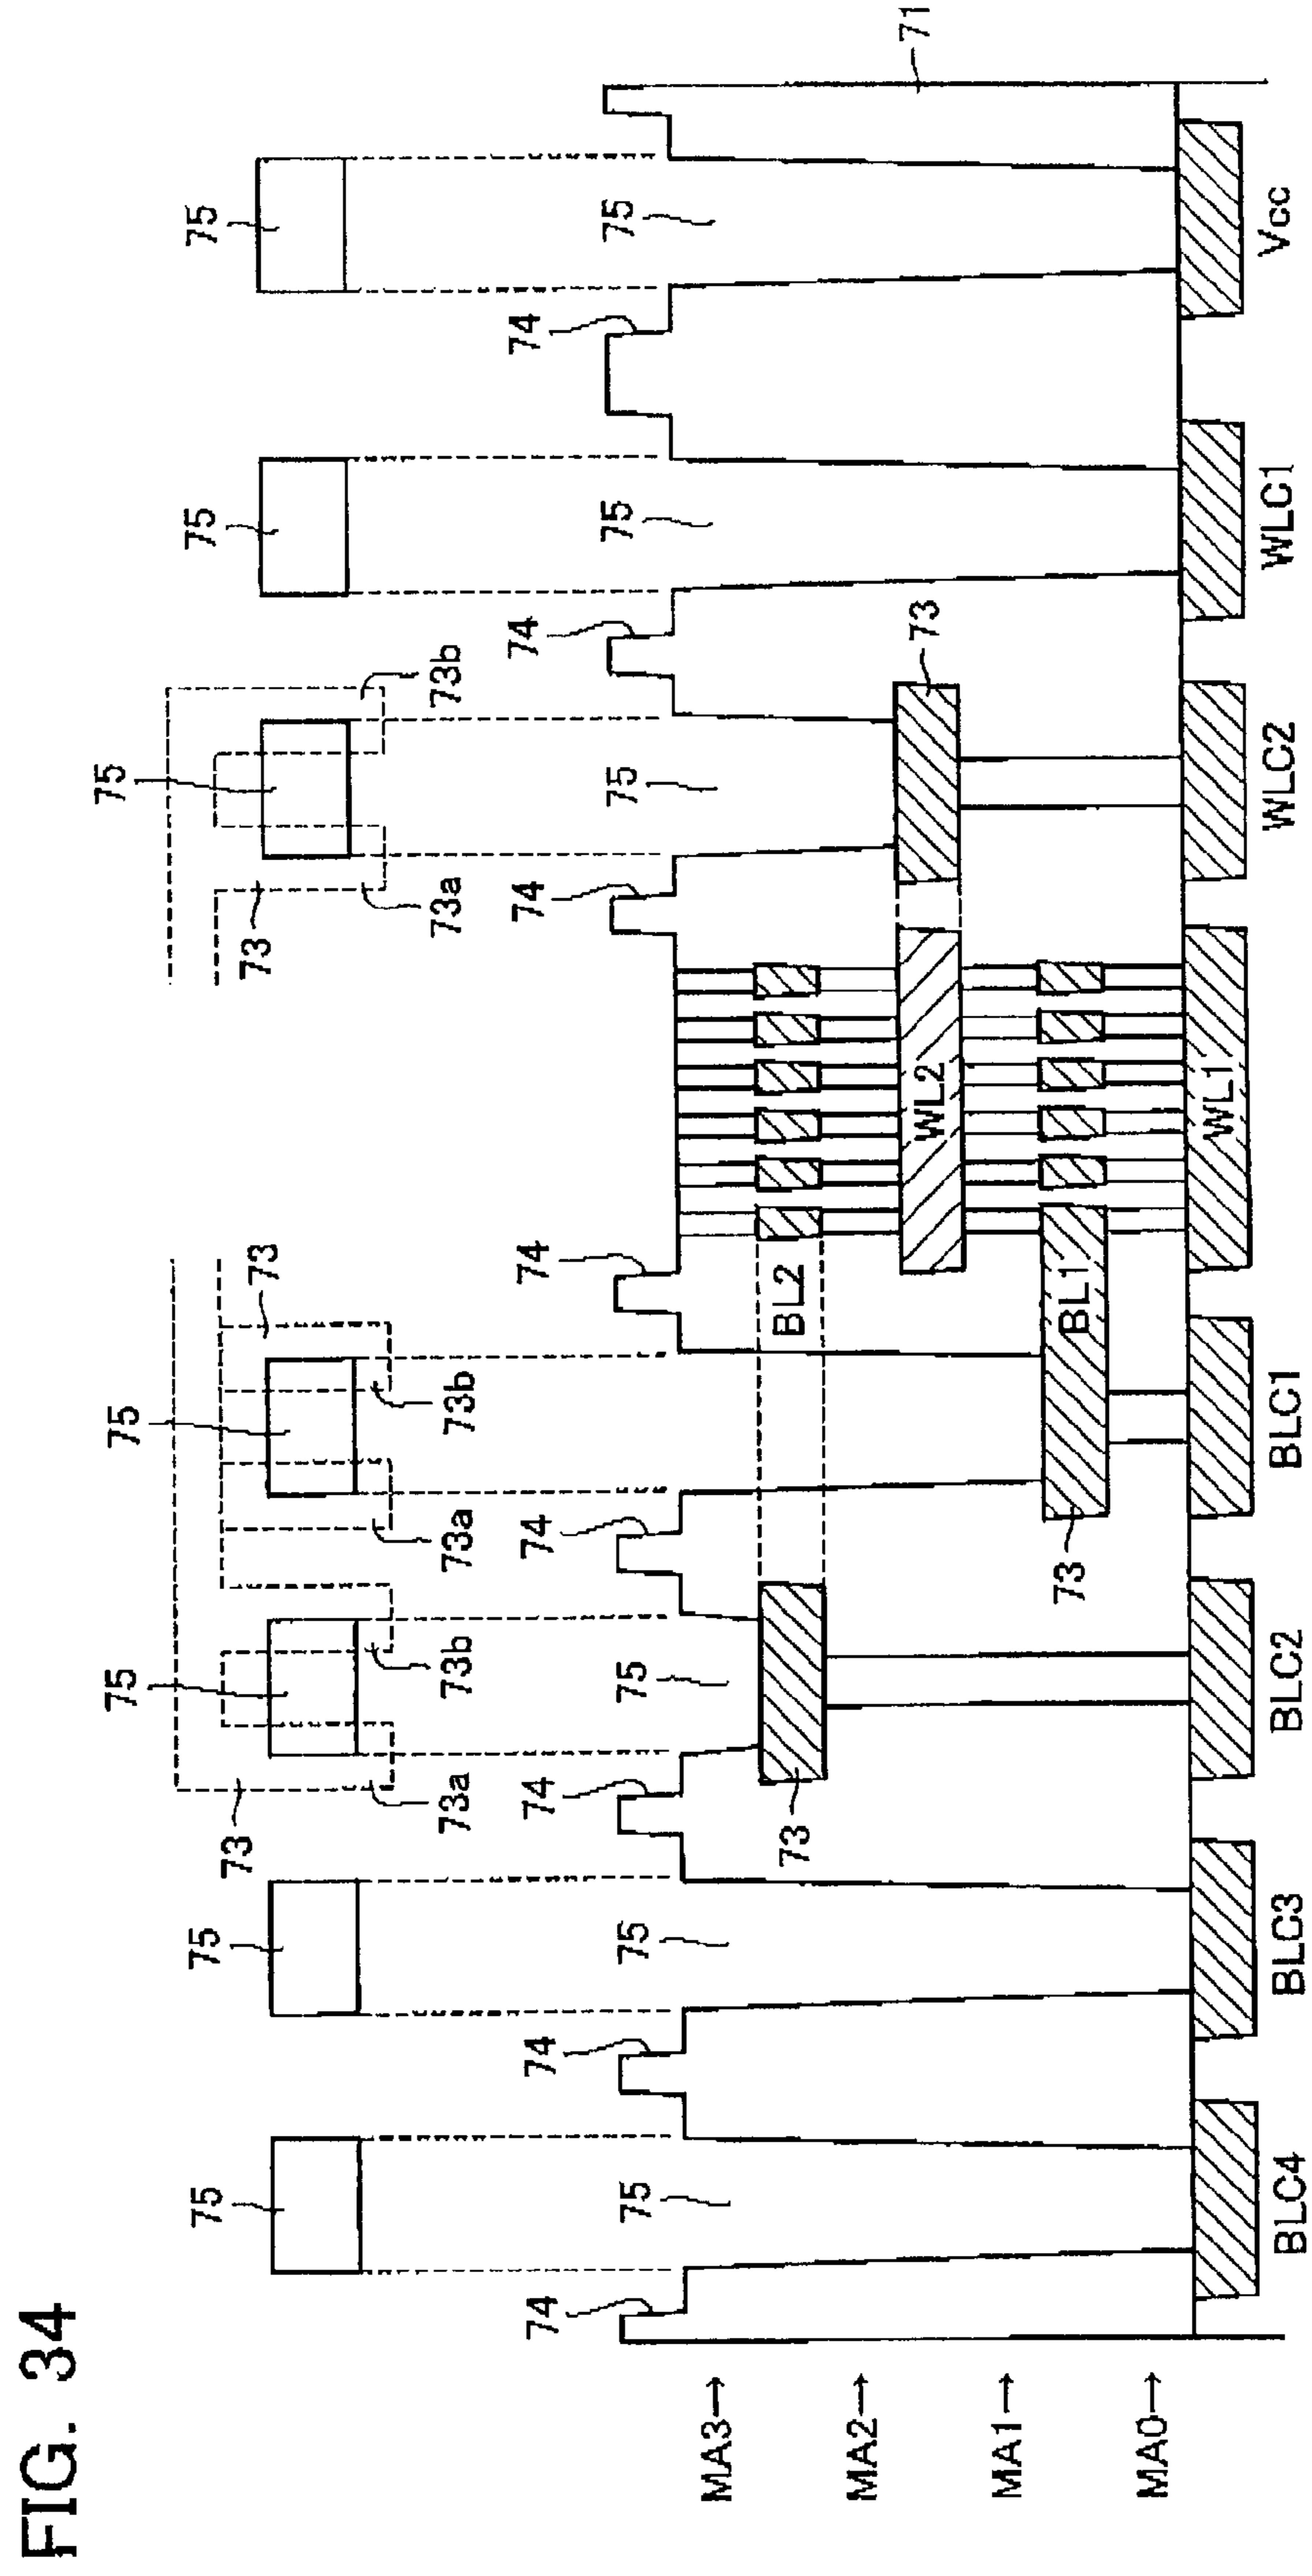 FIG. 34
75 75 75
75 75 75 75
73 73 73
73a 73b 73a 73b 73a 73b
74 74 74 74 74 74 74 74
75 75 75 75 75 75
MA3→
73 BL2
MA2→
WL2 73 71
MA1→
73 BL1
MA0→
WL1
BLC4 BLC3 BLC2 BLC1 WLC2 WLC1 Vcc